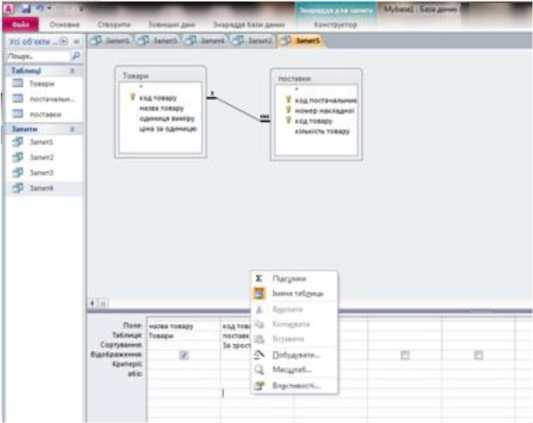 Знаряддя для запитів
Mybase1 : База даних
Файл Основне Створити Зовнішні дані Знаряддя бази даних Конструктор
Усі об'єкти ...
Запит1 Запит3 Запит4 Запит2 Запит5
Пошук...
Таблиці
Товари
постачальн...
поставки
Запити
Запит1
Запит2
Запит3
Запит4
Товари
*
код товару
назва товару
одиниця виміру
ціна за одиницю
поставки
*
код постачальник
номер накладної
код товару
кількість товару
Підсумки
Імена таблиць
Вирізати
Копіювати
Вставити
Побудувати...
Масштаб...
Властивості...
Поле: назва товару код това
Таблиця: Товари поставк
Сортування: За зрост
Відображення:
Критерії:
або: